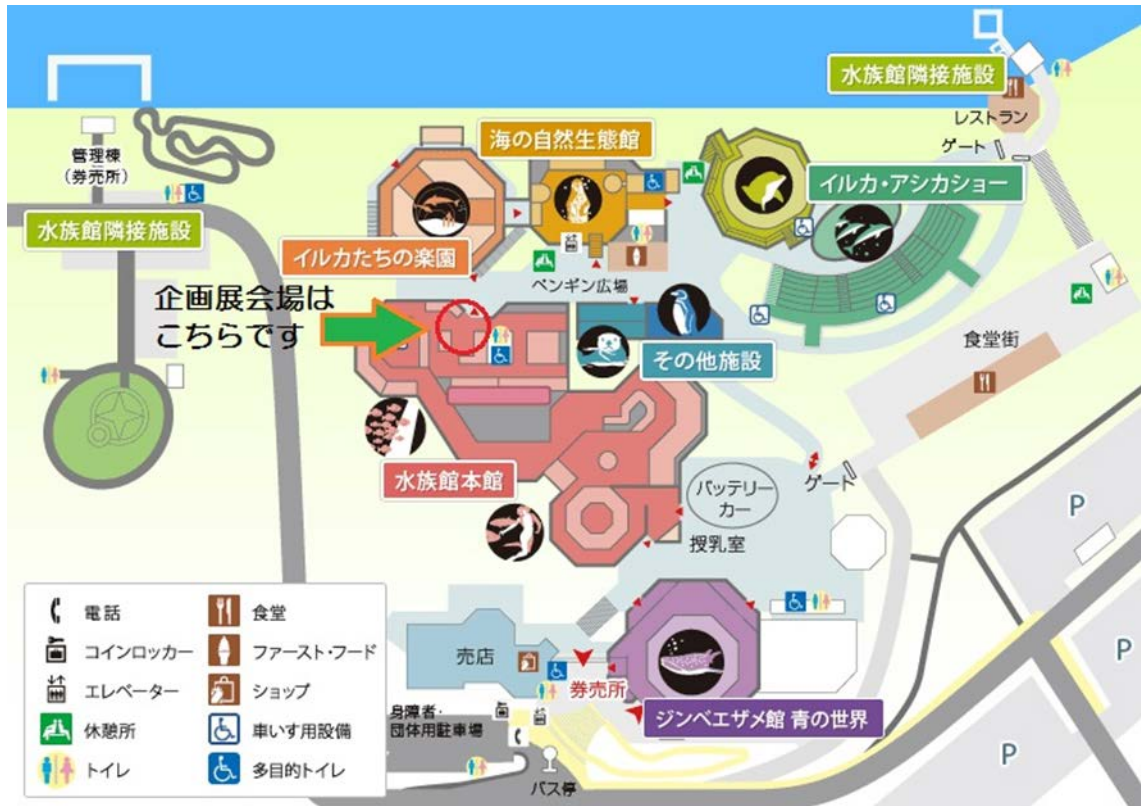 水族館隣接施設
レストラン
ゲート
海の自然生態館
管理棟
(券売所)
イルカ・アシカショー
水族館隣接施設
イルカたちの楽園
ペンギン広場
企画展会場は
こちらです
食堂街
その他施設
水族館本館
バッテリー
カー
ゲート
授乳室
P
P
P
売店
券売所
ジンベエザメ館 青の世界
身障者・
団体用駐車場
バス停
電話
食堂
コインロッカー
ファースト・フード
エレベーター
ショップ
休憩所
車いす用設備
トイレ
多目的トイレ